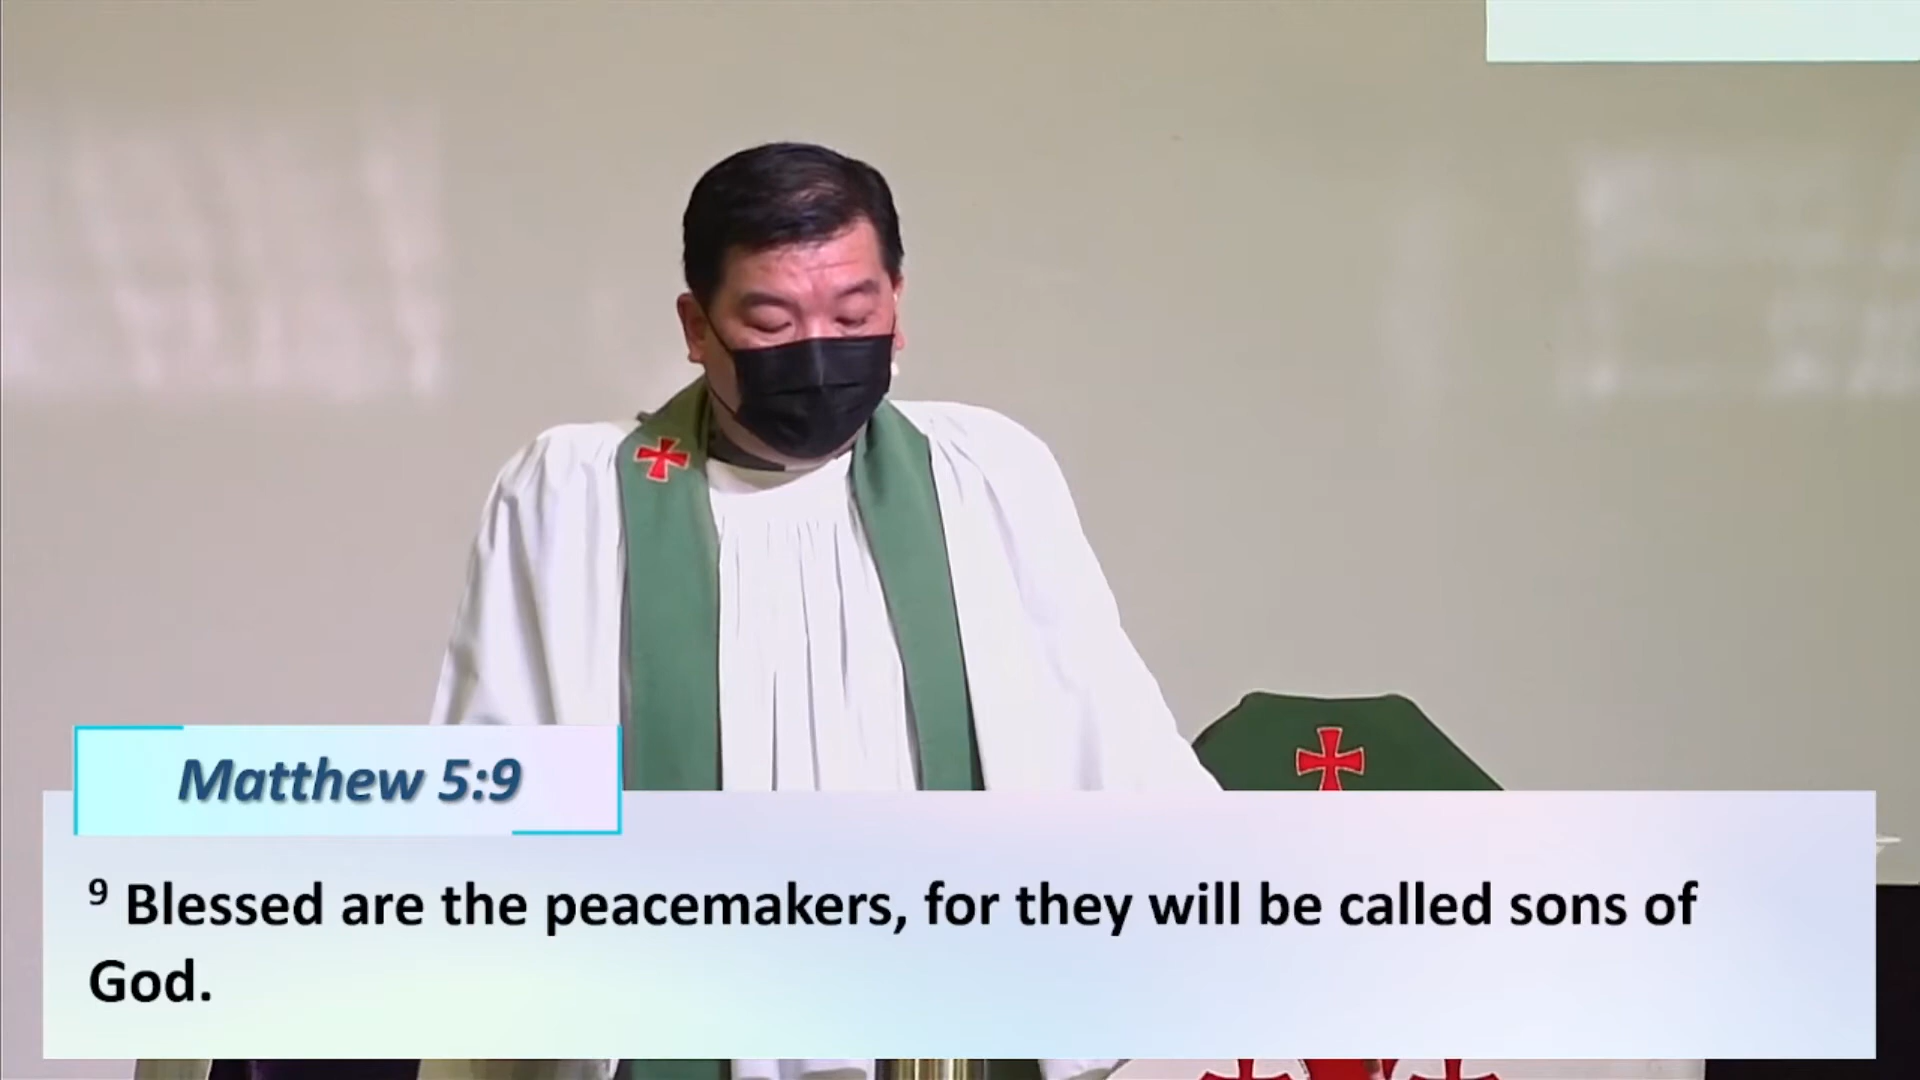 Matthew 5:9
9 Blessed are the peacemakers, for they will be called sons of
God.